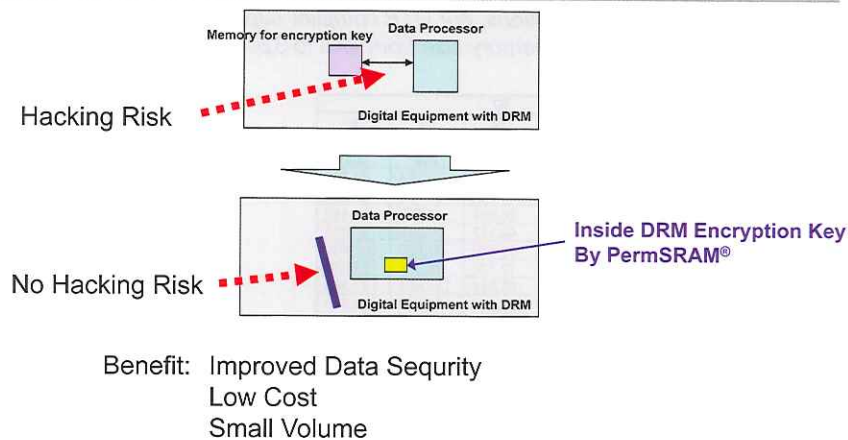 Memory for encryption key
Data Processor
Hacking Risk
Digital Equipment with DRM
Data Processor
Inside DRM Encryption Key
By PermSRAM®
No Hacking Risk
Digital Equipment with DRM
Benefit: Improved Data Sequrity
Low Cost
Small Volume